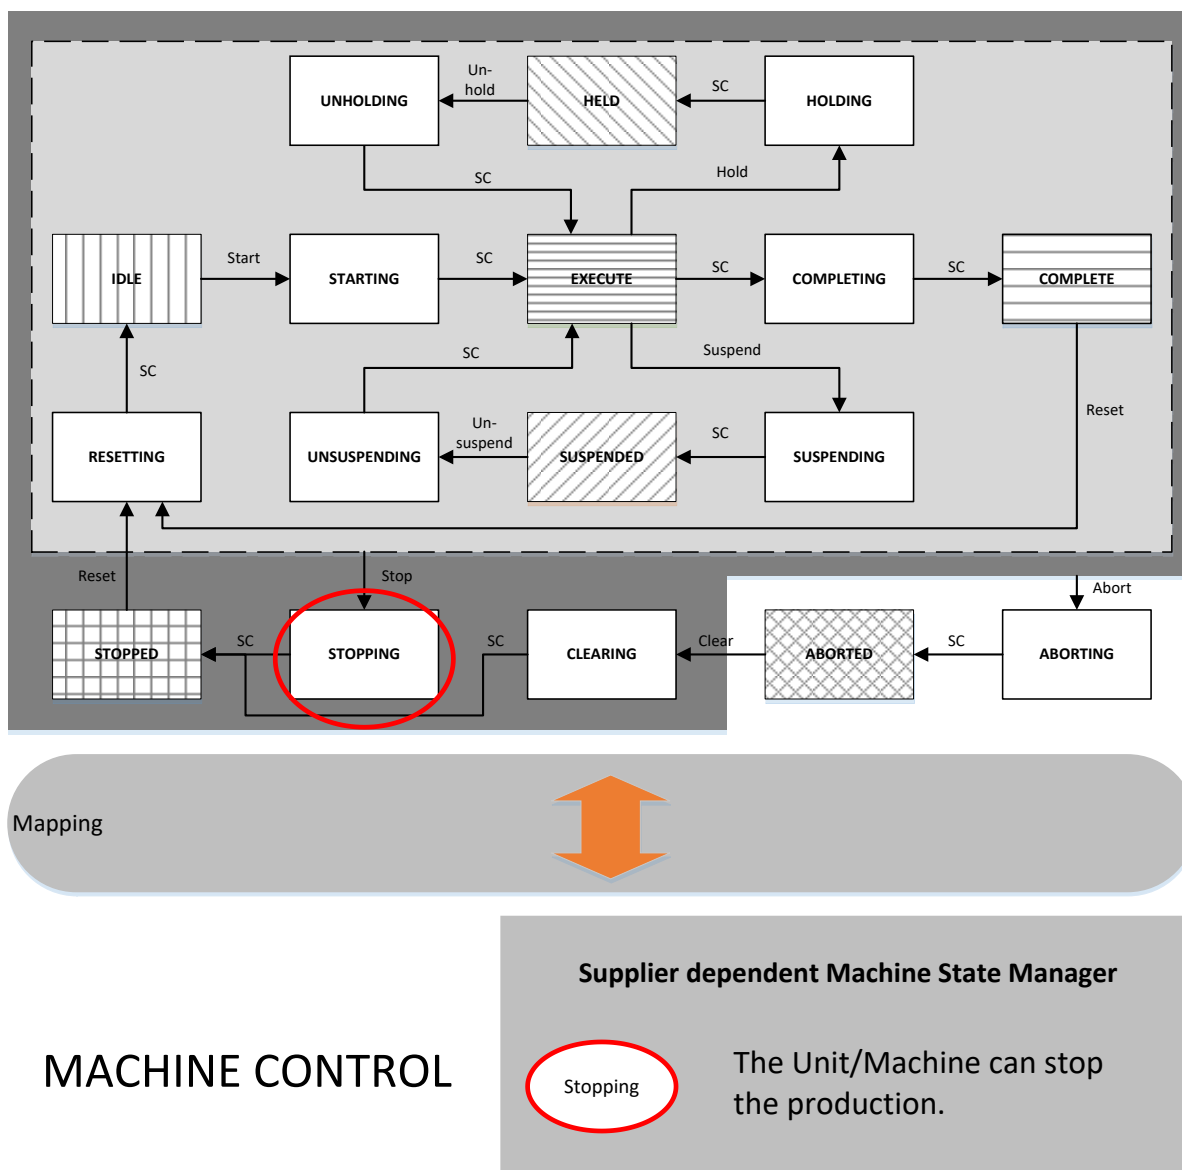 UNHOLDING
Un-
hold
HELD
SC
HOLDING
SC
Hold
IDLE
Start
STARTING
SC
EXECUTE
SC
COMPLETING
SC
COMPLETE
SC
SC
Suspend
Reset
RESETTING
UNSUSPENDING
Un-
suspend
SUSPENDED
SC
SUSPENDING
Reset
Stop
Abort
STOPPED
SC
STOPPING
SC
CLEARING
Clear
ABORTED
SC
ABORTING
Mapping
MACHINE CONTROL
Supplier dependent Machine State Manager
Stopping
The Unit/Machine can stop
the production.